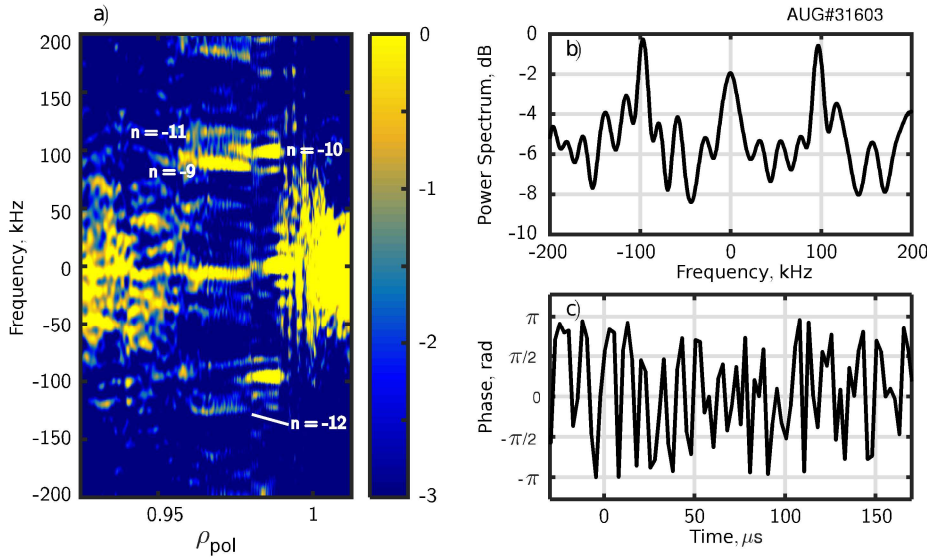 a)
AUG#31603
200
150
100
50
0
-50
-100
-150
-200
Frequency, kHz
n = -11
n = -10
n = -9
n = -12
0.95
1
ρpol
0
-1
-2
-3
b)
0
-2
-4
-6
-8
-10
Power Spectrum, dB
-200
-100
0
100
200
Frequency, kHz
c)
π
π/2
0
-π/2
-π
Phase, rad
0
50
100
150
Time, μs